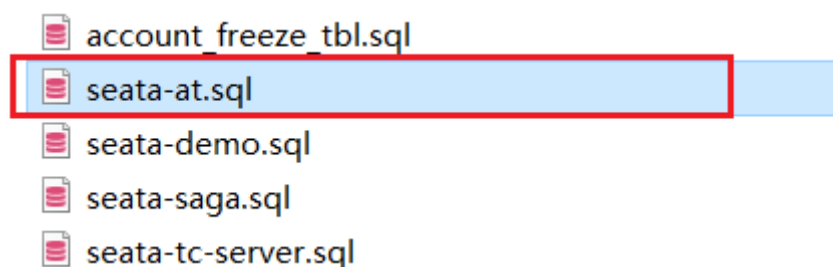 account_freeze_tbl.sql
seata-at.sql
seata-demo.sql
seata-saga.sql
seata-tc-server.sql